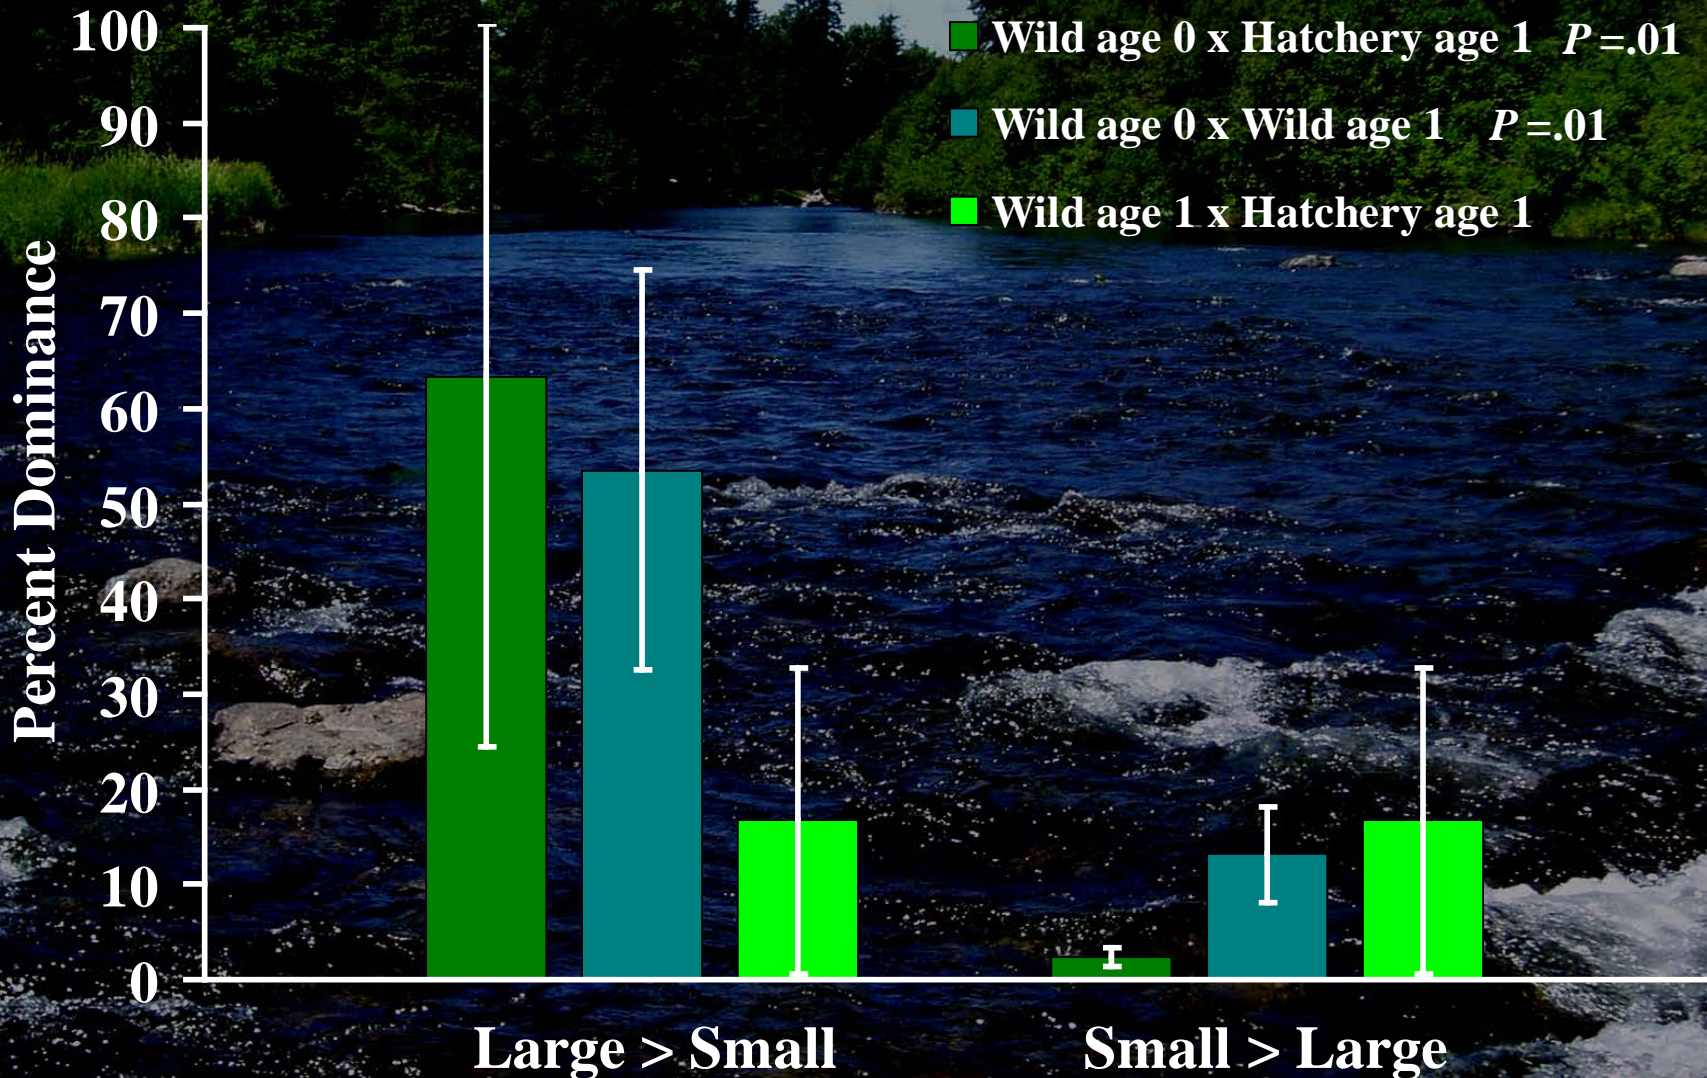 Percent Dominance
100
90
80
70
60
50
40
30
20
10
0
Wild age 0 x Hatchery age 1 P =.01
Wild age 0 x Wild age 1 P =.01
Wild age 1 x Hatchery age 1
Large > Small
Small > Large